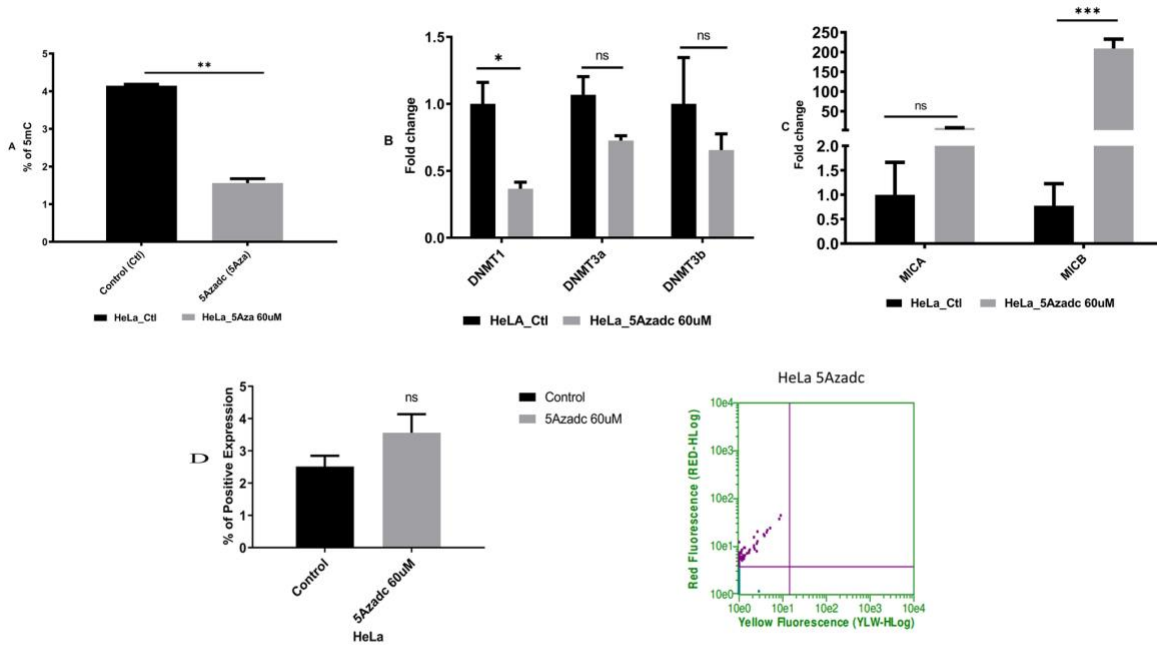 A
% of 5mC
5
4
3
2
1
0
**
Control (Ctl)
5Azadc (5Aza)
HeLa_Ctl
HeLa_5Aza 60uM
B
Fold change
1.5
1.0
0.5
0.0
*
ns
ns
DNMT1
DNMT3a
DNMT3b
HeLA_Ctl
HeLa_5Azadc 60uM
C
Fold change
250
200
150
100
50
2.0
1.5
1.0
0.5
0.0
ns
***
MICA
MICB
HeLa_Ctl
HeLa_5Azadc 60uM
D
% of Positive Expression
5
4
3
2
1
0
ns
Control
5Azadc 60uM
HeLa
Control
5Azadc 60uM
HeLa 5Azadc
Red Fluorescence (RED-HLog)
10e4
10e3
10e2
10e1
10e0
10e0 10e1 10e2 10e3 10e4
Yellow Fluorescence (YLW-HLog)